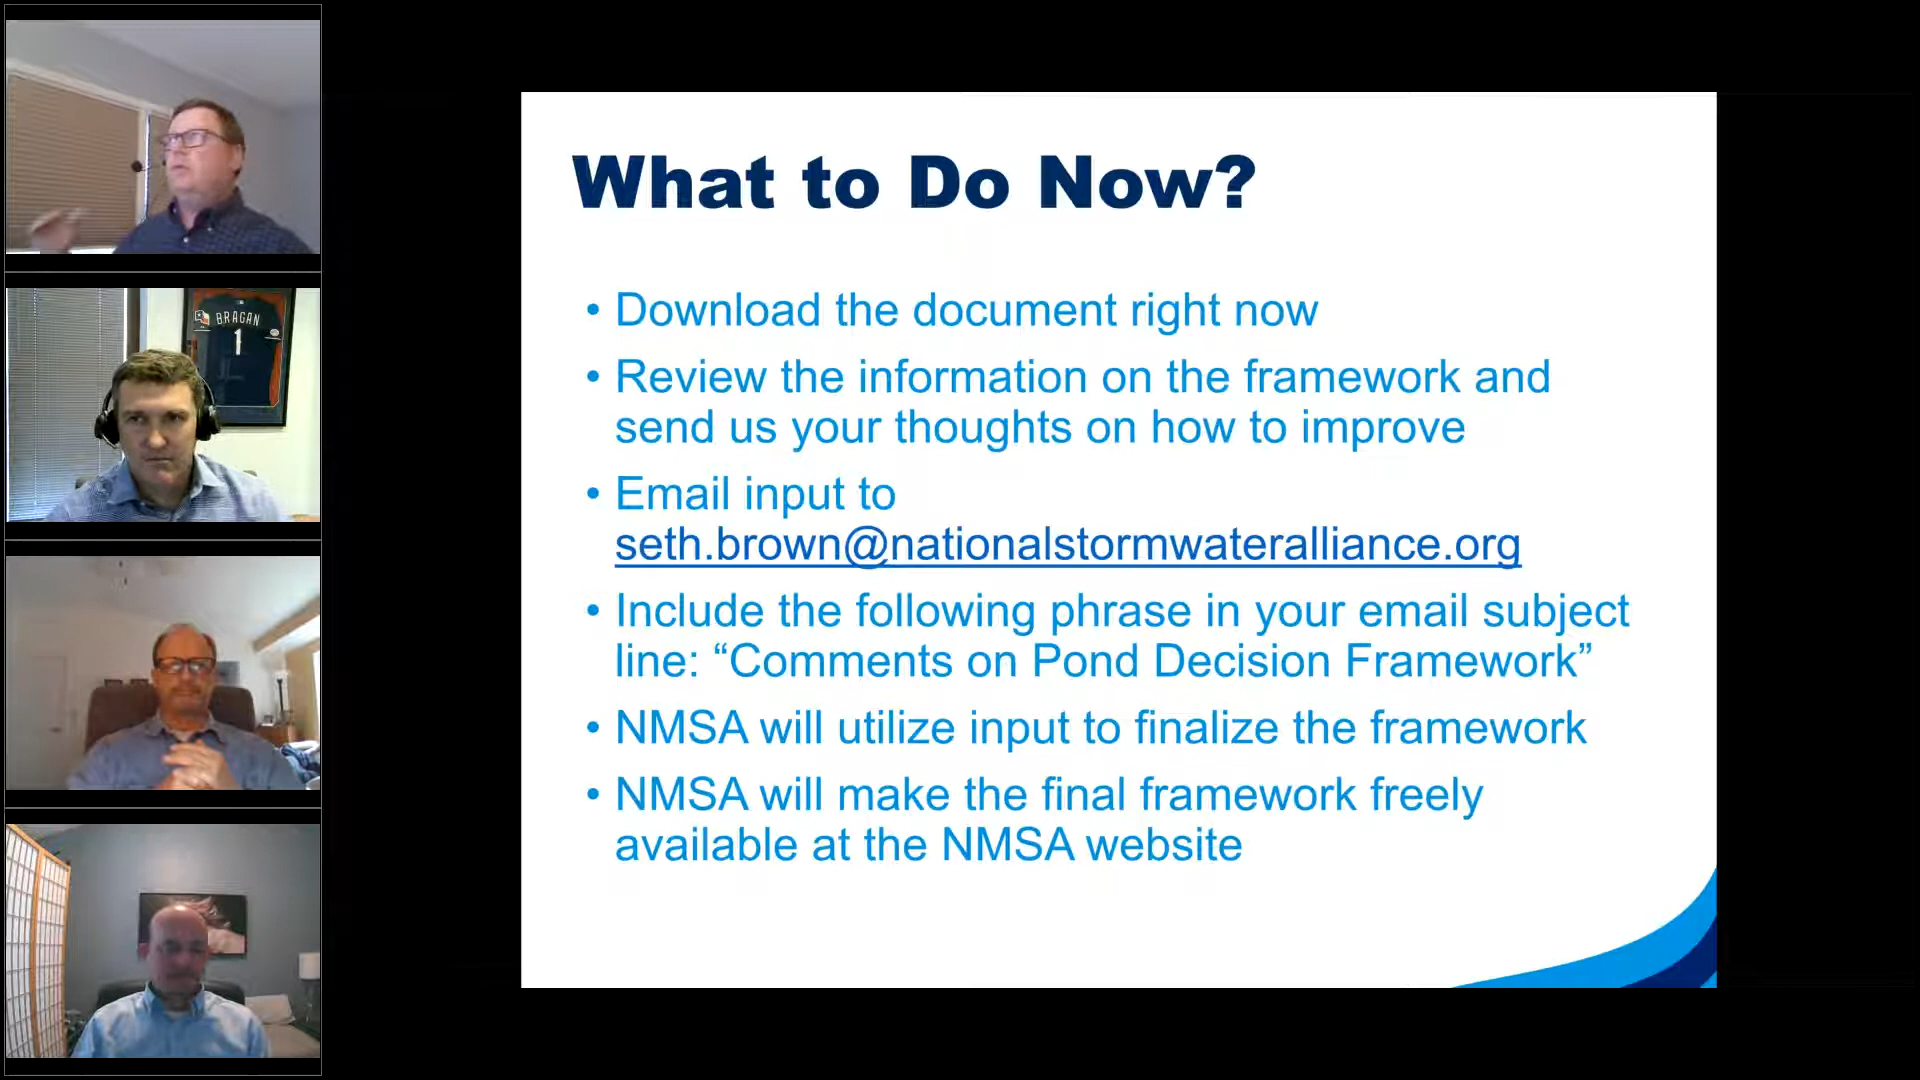 BRAGAN
1
What to Do Now?
• Download the document right now
• Review the information on the framework and
send us your thoughts on how to improve
• Email input to
seth.brown@nationalstormwateralliance.org
• Include the following phrase in your email subject
line: “Comments on Pond Decision Framework”
• NMSA will utilize input to finalize the framework
• NMSA will make the final framework freely
available at the NMSA website